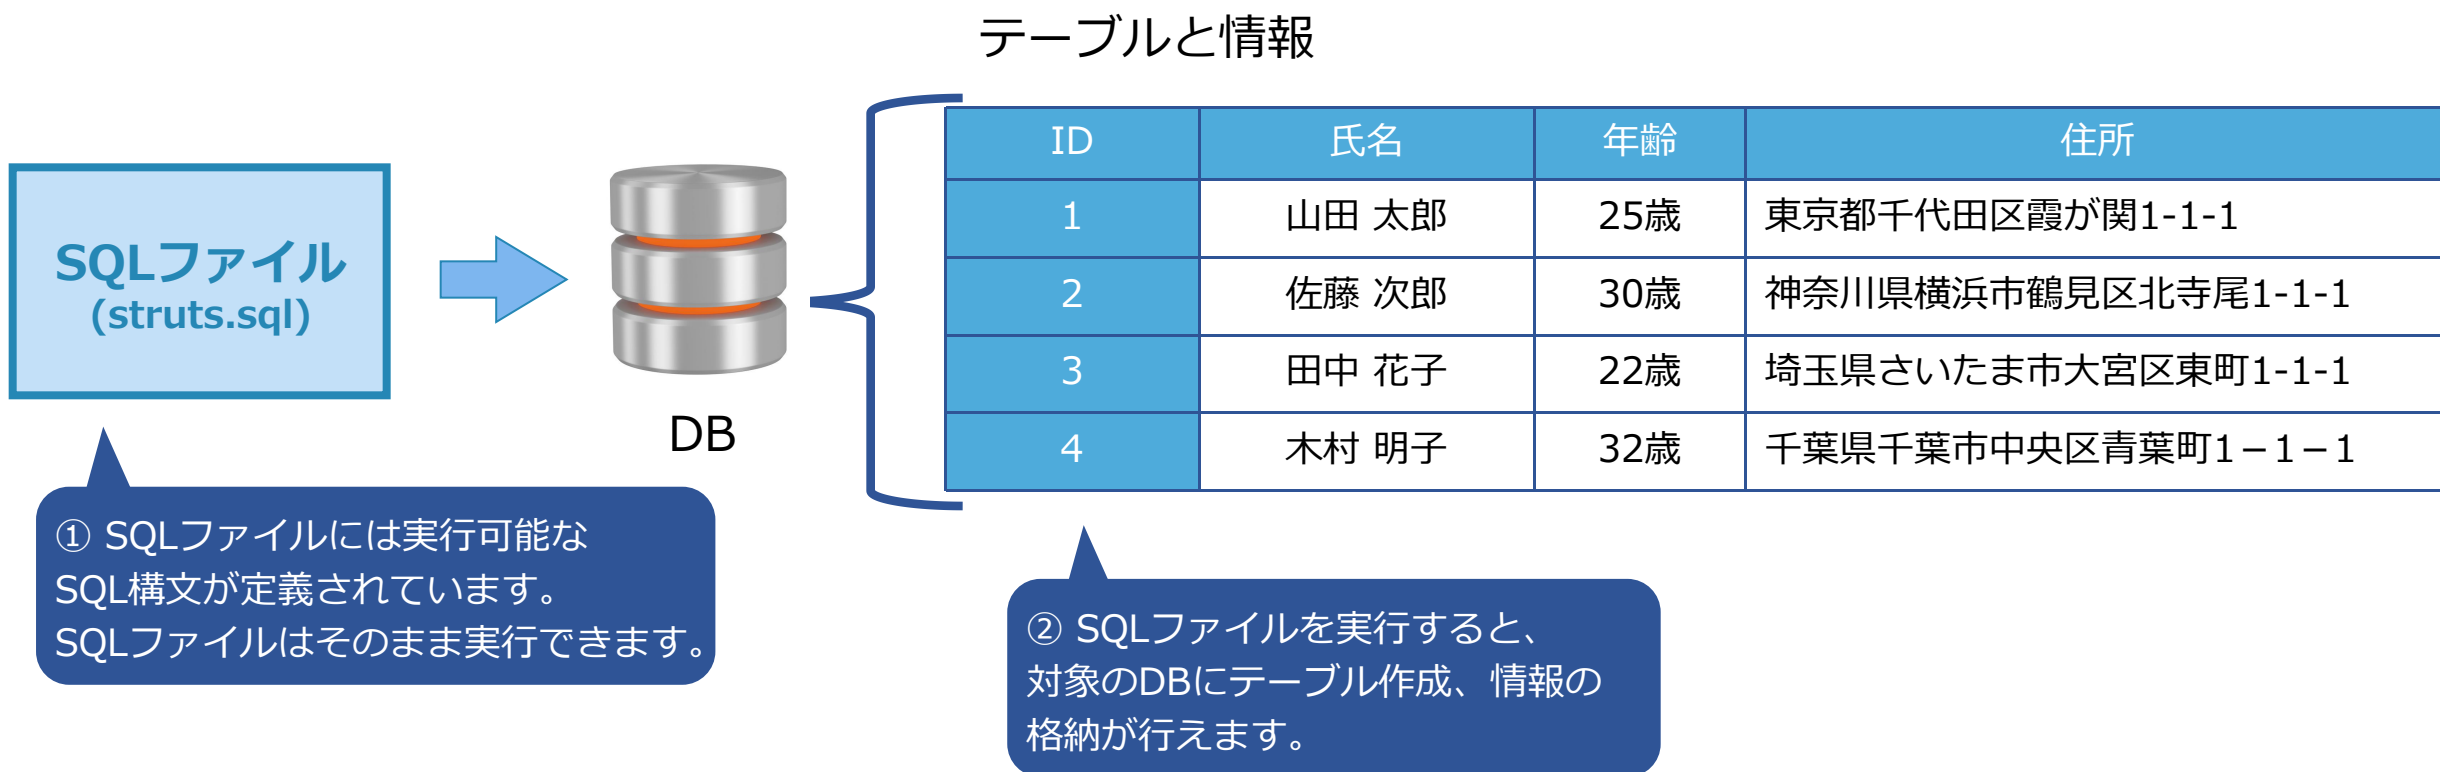 テーブルと情報
SQLファイル
(struts.sql)
DB
ID 氏名 年齢 住所
1 山田 太郎 25歳 東京都千代田区霞が関1-1-1
2 佐藤 次郎 30歳 神奈川県横浜市鶴見区北寺尾1-1-1
3 田中 花子 22歳 埼玉県さいたま市大宮区東町1-1-1
4 木村 明子 32歳 千葉県千葉市中央区青葉町1－1－1
① SQLファイルには実行可能な
SQL構文が定義されています。
SQLファイルはそのまま実行できます。
② SQLファイルを実行すると、
対象のDBにテーブル作成、情報の
格納が行えます。